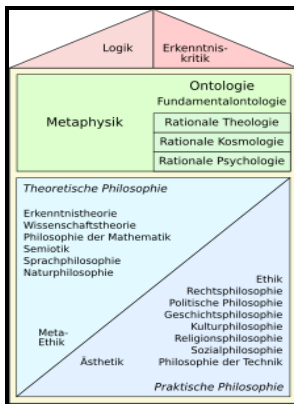 Logik
Erkenntnis-
kritik
Metaphysik
Ontologie
Fundamentalontologie
Rationale Theologie
Rationale Kosmologie
Rationale Psychologie
Theoretische Philosophie
Erkenntnistheorie
Wissenschaftstheorie
Philosophie der Mathematik
Semiotik
Sprachphilosophie
Naturphilosophie
Meta-
Ethik
Ästhetik
Ethik
Rechtsphilosophie
Politische Philosophie
Geschichtsphilosophie
Kulturphilosophie
Religionsphilosophie
Sozialphilosophie
Philosophie der Technik
Praktische Philosophie